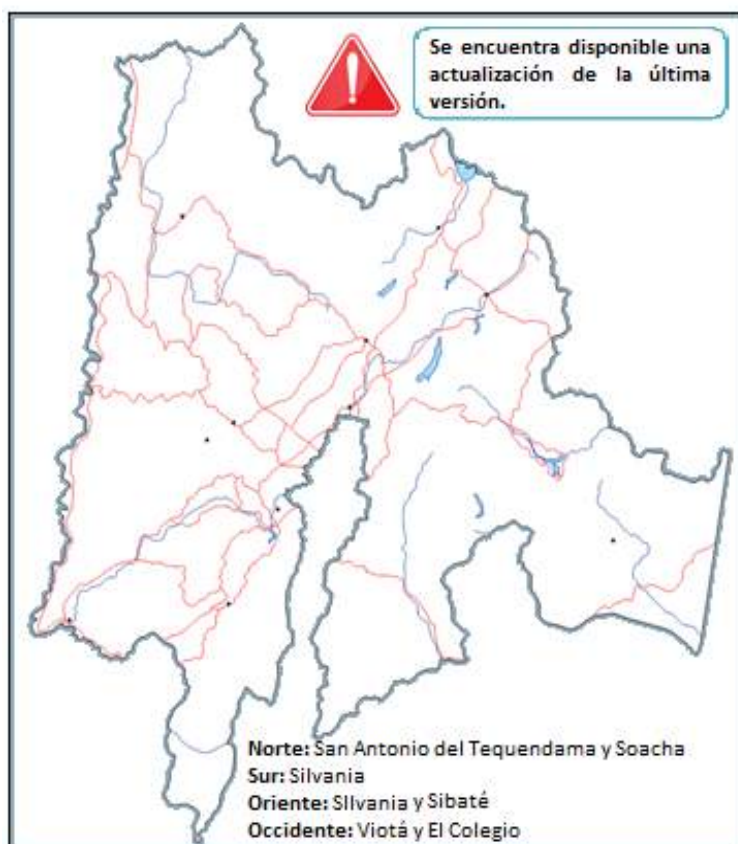 Se encuentra disponible una
actualización de la última
versión.
Norte: San Antonio del Tequendama y Soacha
Sur: Silvania
Oriente: SIlvania y Sibaté
Occidente: Viotá y El Colegio